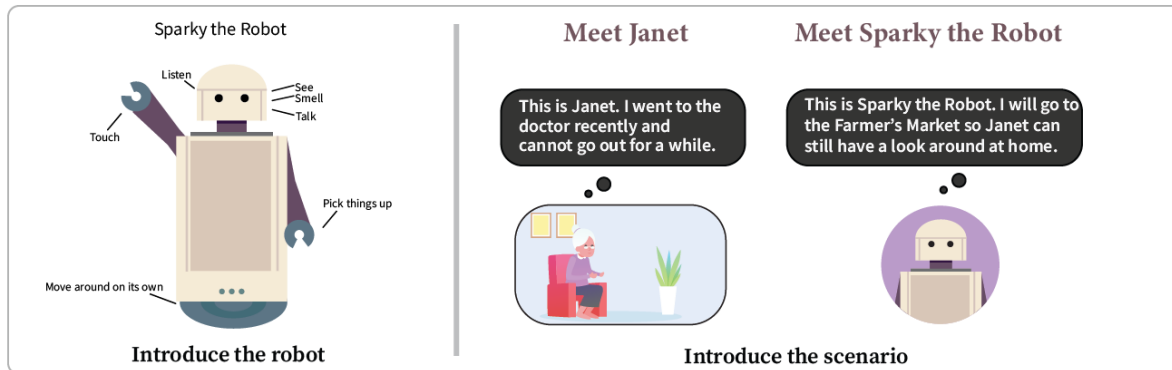 Sparky the Robot
Listen
See
Smell
Talk
Touch
Pick things up
Move around on its own
Introduce the robot
Meet Janet
This is Janet. I went to the
doctor recently and
cannot go out for a while.
Meet Sparky the Robot
This is Sparky the Robot. I will go to
the Farmer’s Market so Janet can
still have a look around at home.
Introduce the scenario